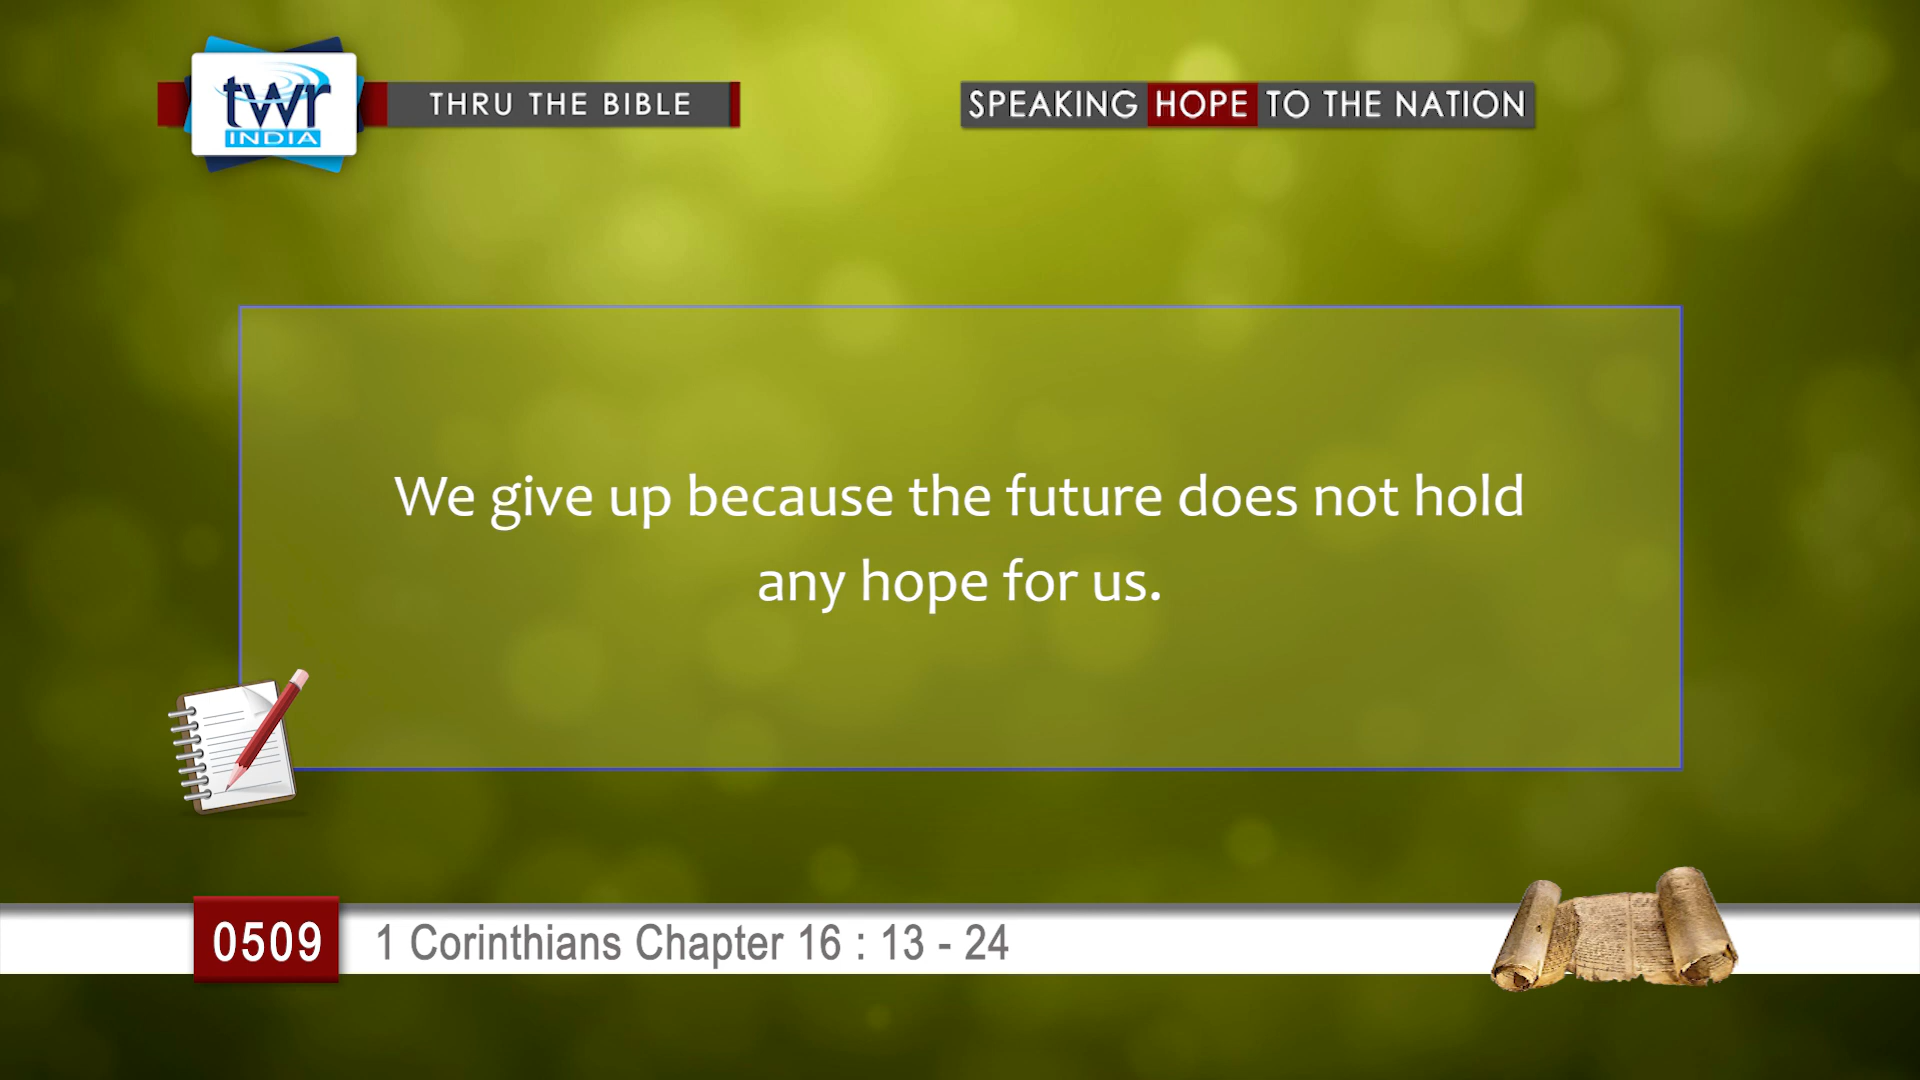 twr
INDIA
THRU THE BIBLE
SPEAKING HOPE TO THE NATION
We give up because the future does not hold
any hope for us.
0509
1 Corinthians Chapter 16 : 13 - 24